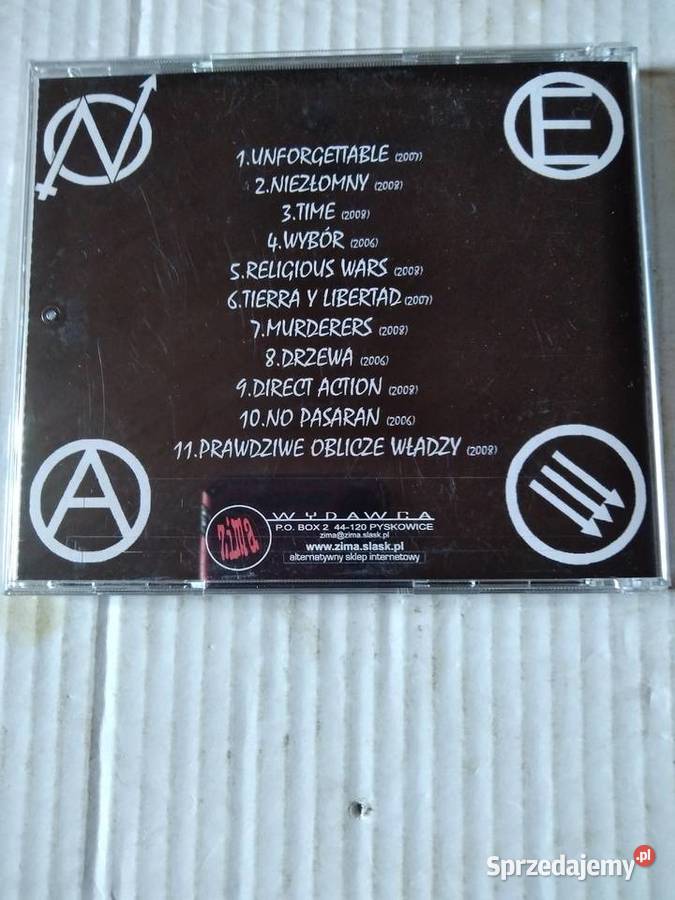 1.UNFORGETTABLE (2007)
2.NIEZŁOMNY (2008)
3.TIME (2008)
4.WYBÓR (2006)
5.RELIGIOUS WARS (2008)
6.TIERRA Y LIBERTAD (2007)
7.MURDERERS (2008)
8.DRZEWA (2006)
9.DIRECT ACTION (2008)
10.NO PASARAN (2006)
11.PRAWDZIWE OBLICZE WŁADZY (2008)
zima
WYDAWCA
P.O. BOX 2 44-120 PYSKOWICE
zima@zima.slask.pl
www.zima.slask.pl
alternatywny sklep internetowy
Sprzedajemy.pl